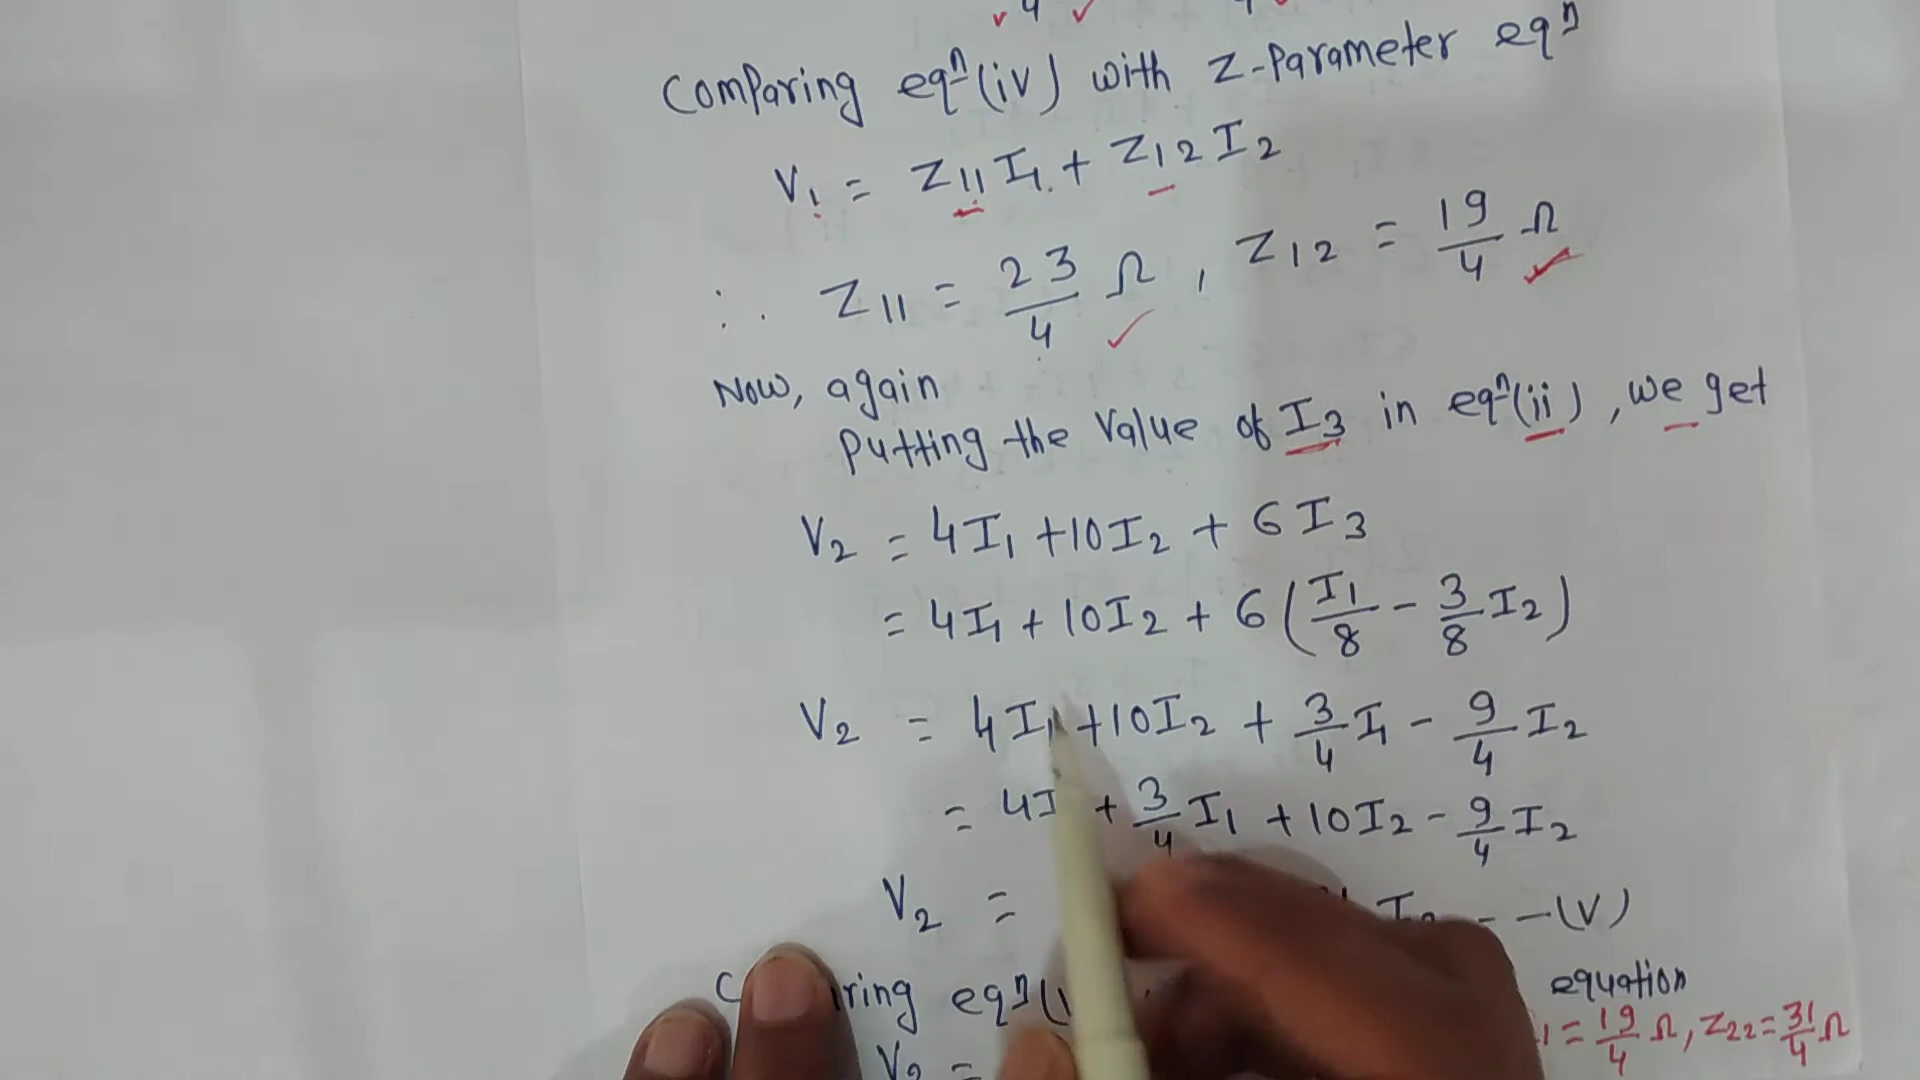 Comparing eqⁿ(iv) with Z-Parameter eqⁿ
V₁ = Z₁₁I₁ + Z₁₂I₂
∴ Z₁₁ = 23/4 Ω, Z₁₂ = 19/4 Ω
Now, again
Putting the Value of I₃ in eqⁿ(ii), we get
V₂ = 4I₁ + 10I₂ + 6I₃
= 4I₁ + 10I₂ + 6(I₁/8 - 3/8 I₂)
V₂ = 4I₁ + 10I₂ + 3/4 I₁ - 9/4 I₂
= 4I + 3/4 I₁ + 10I₂ - 9/4 I₂
V₂ = I₂ - - (V)
eqⁿ( equation
1 = 19/4 Ω, Z₂₂ = 31/4 Ω
V₂ =